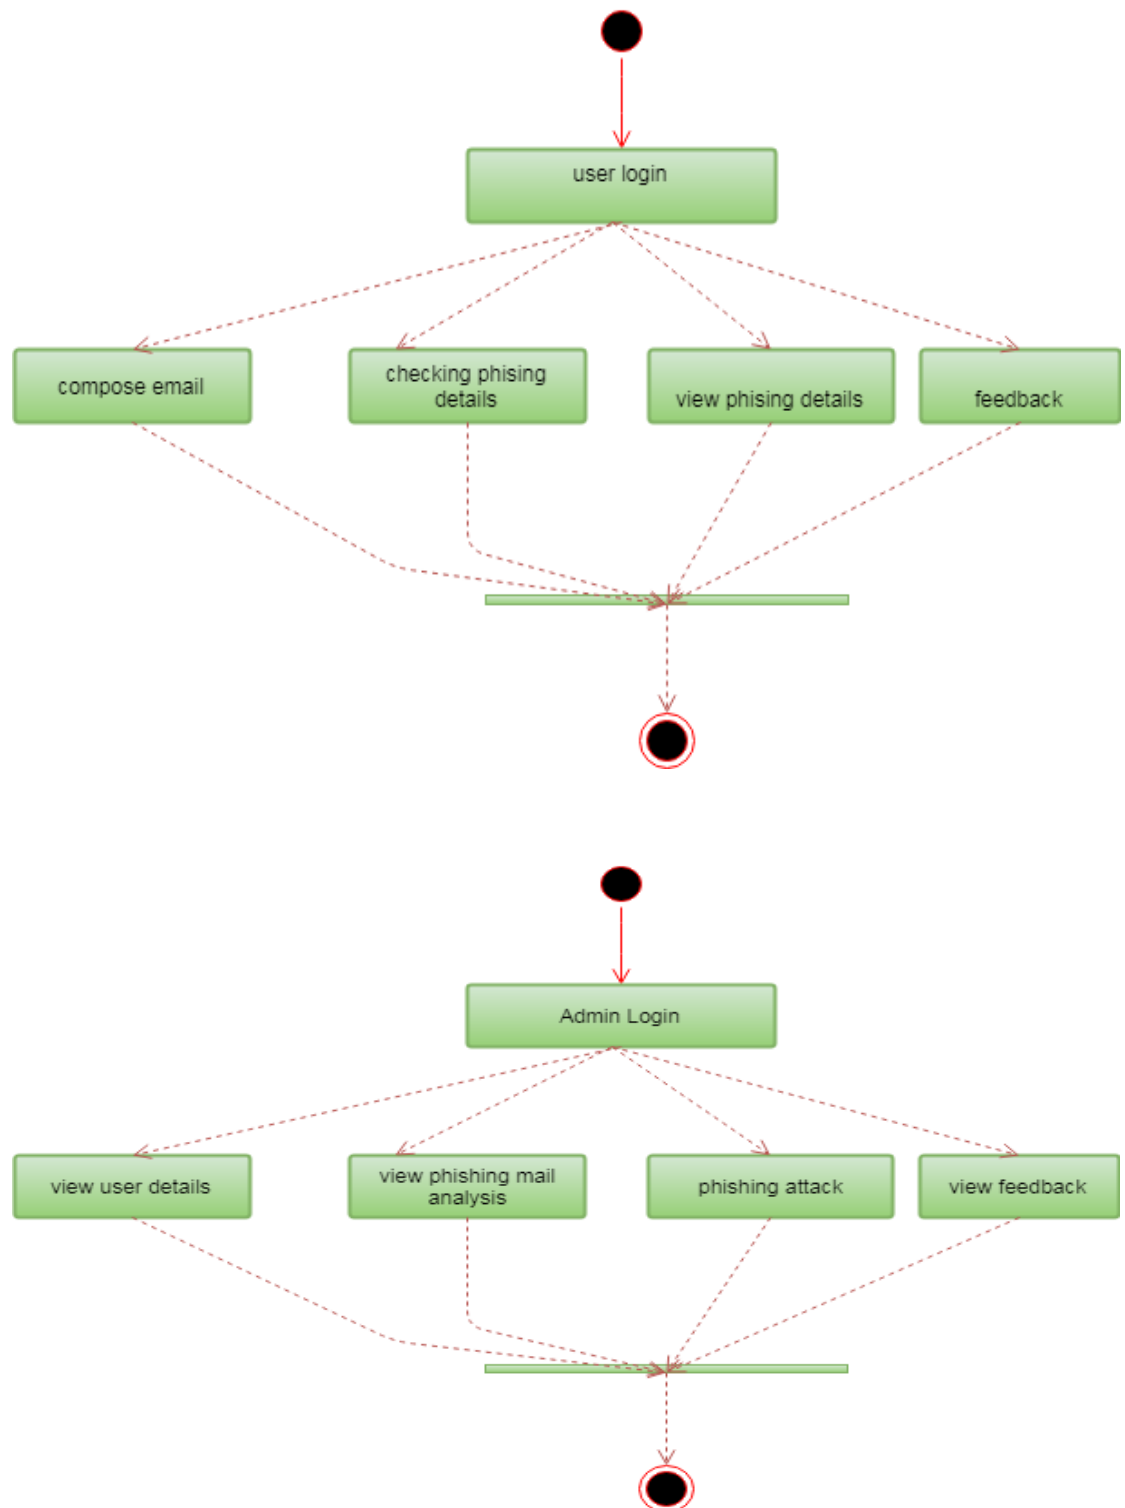 user login
compose email
checking phising
details
view phising details
feedback
Admin Login
view user details
view phishing mail
analysis
phishing attack
view feedback